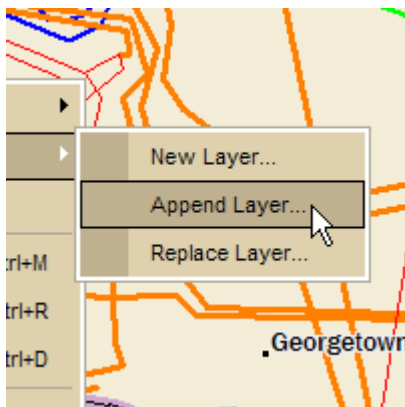 New Layer...
Append Layer...
Replace Layer...
trl+M
trl+R
trl+D
Georgetown